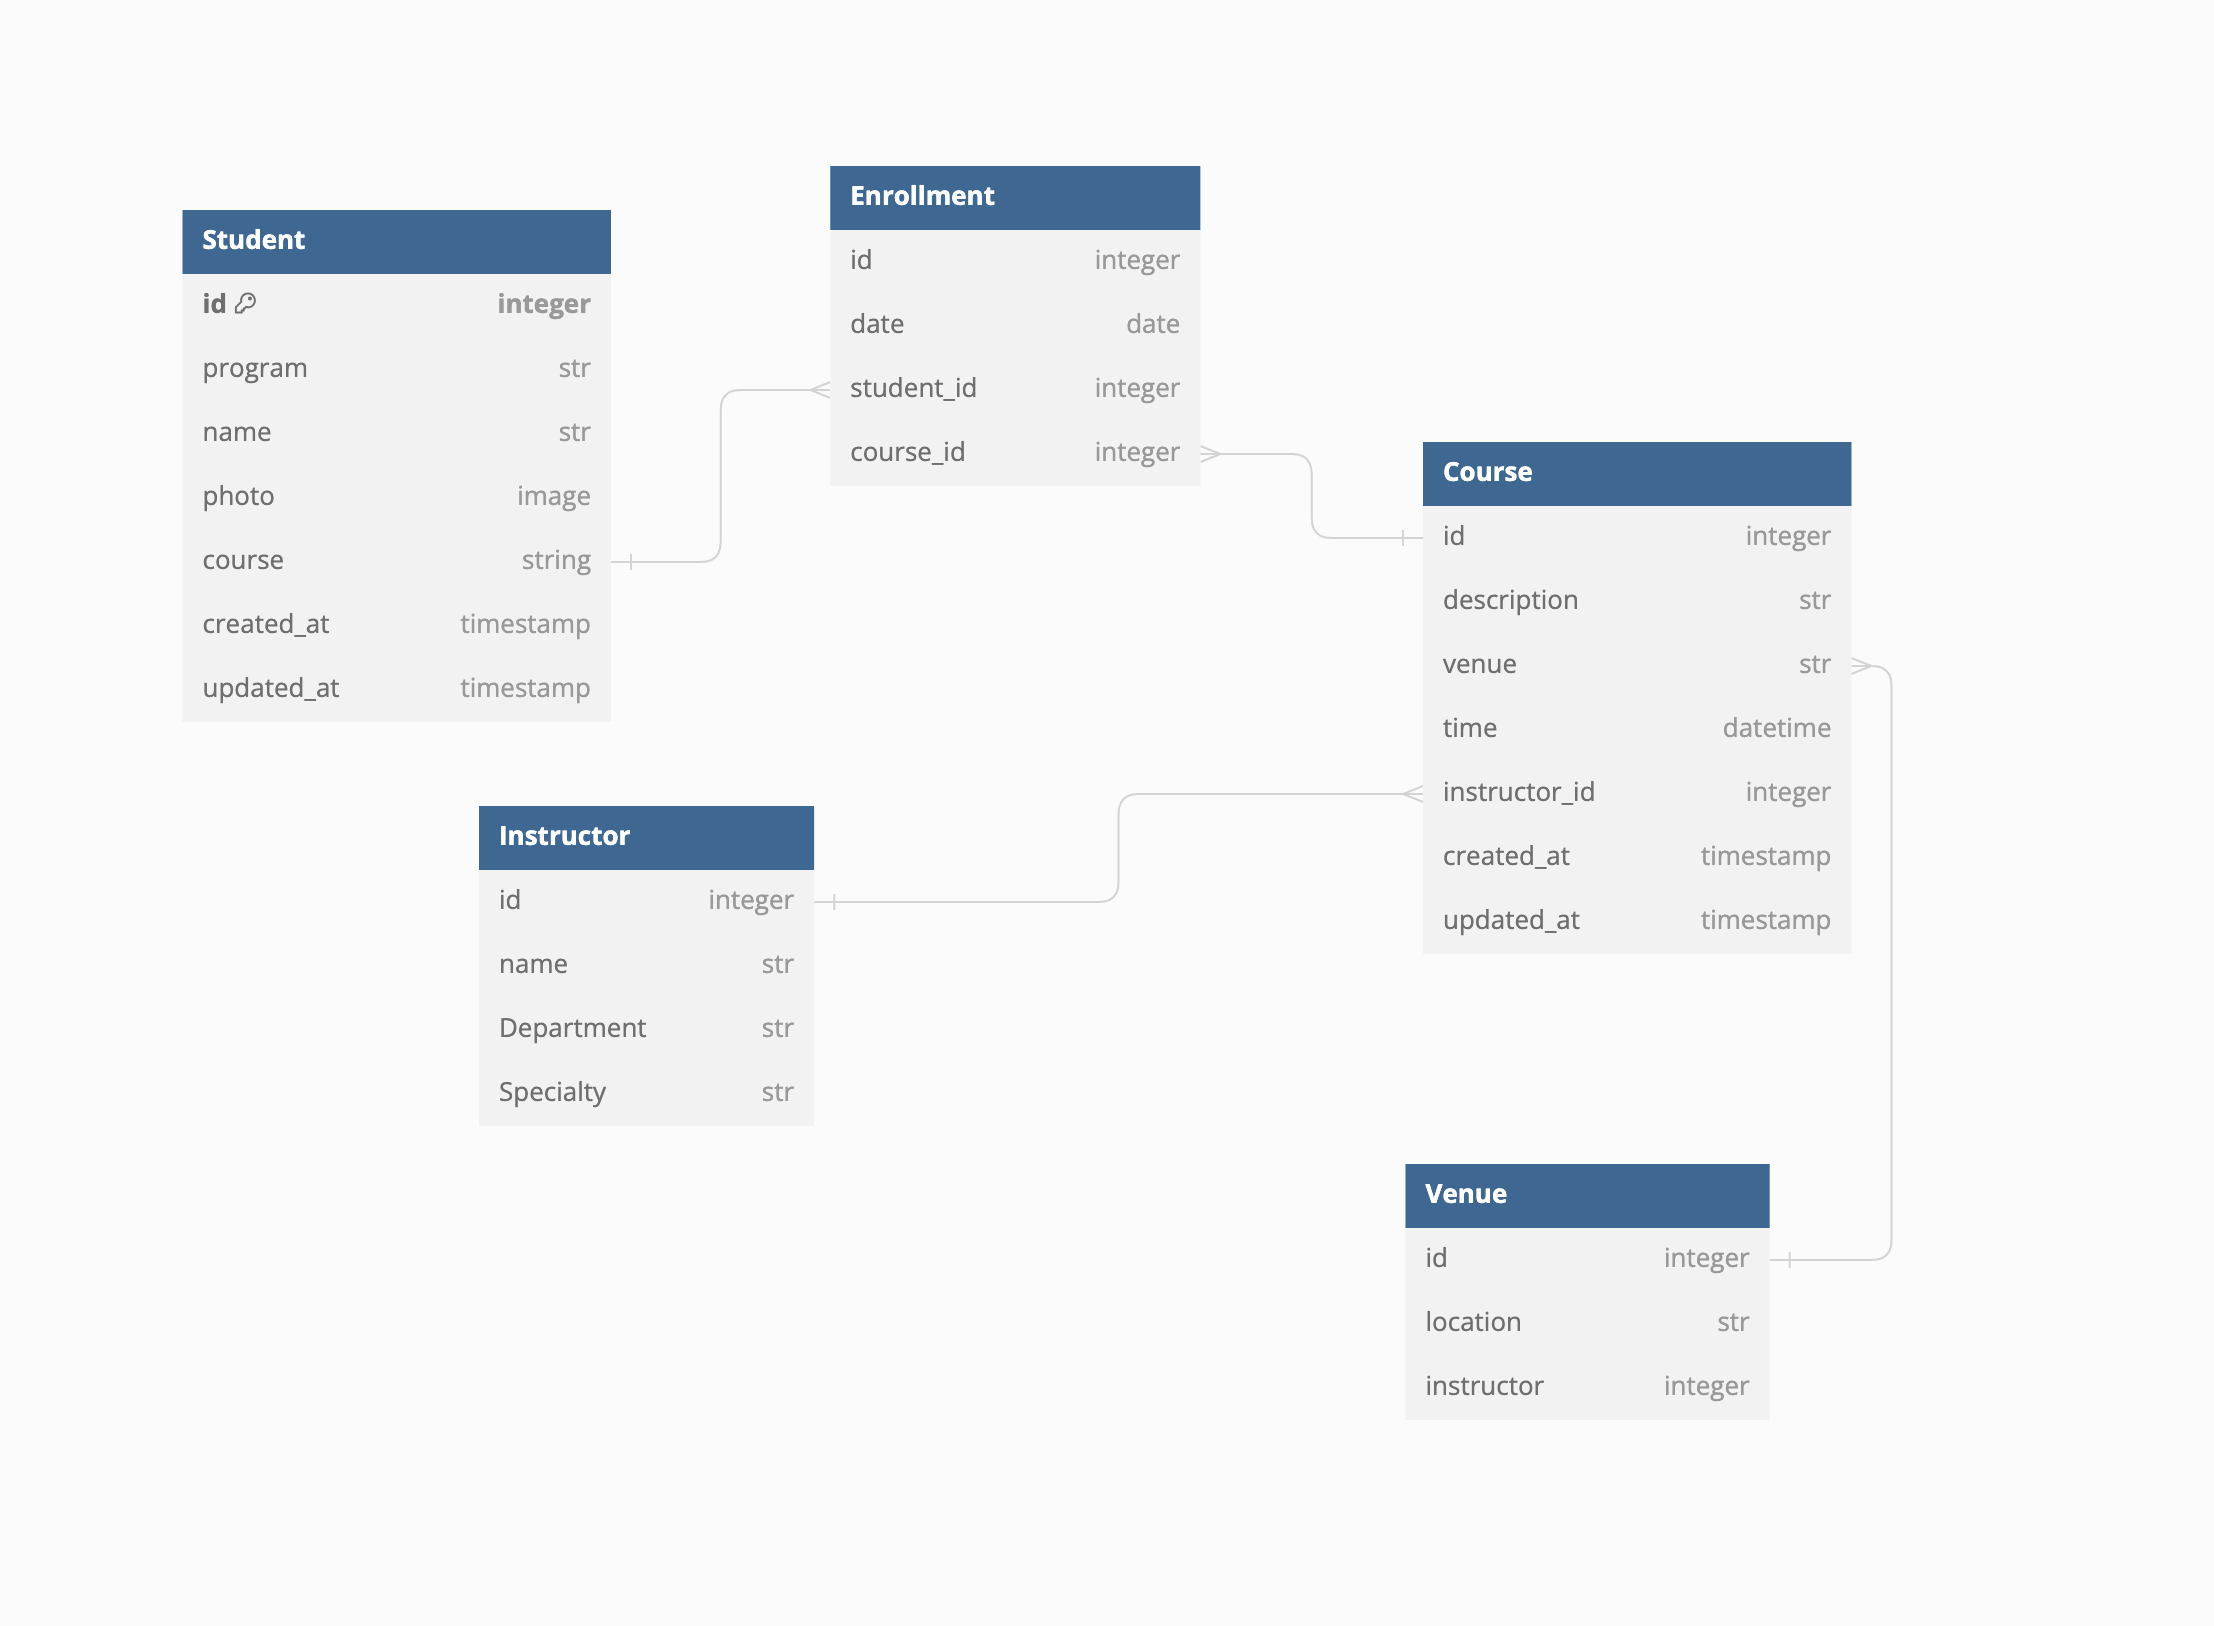 Student
id integer
program str
name str
photo image
course string
created_at timestamp
updated_at timestamp
Enrollment
id integer
date date
student_id integer
course_id integer
Course
id integer
description str
venue str
time datetime
instructor_id integer
created_at timestamp
updated_at timestamp
Instructor
id integer
name str
Department str
Specialty str
Venue
id integer
location str
instructor integer